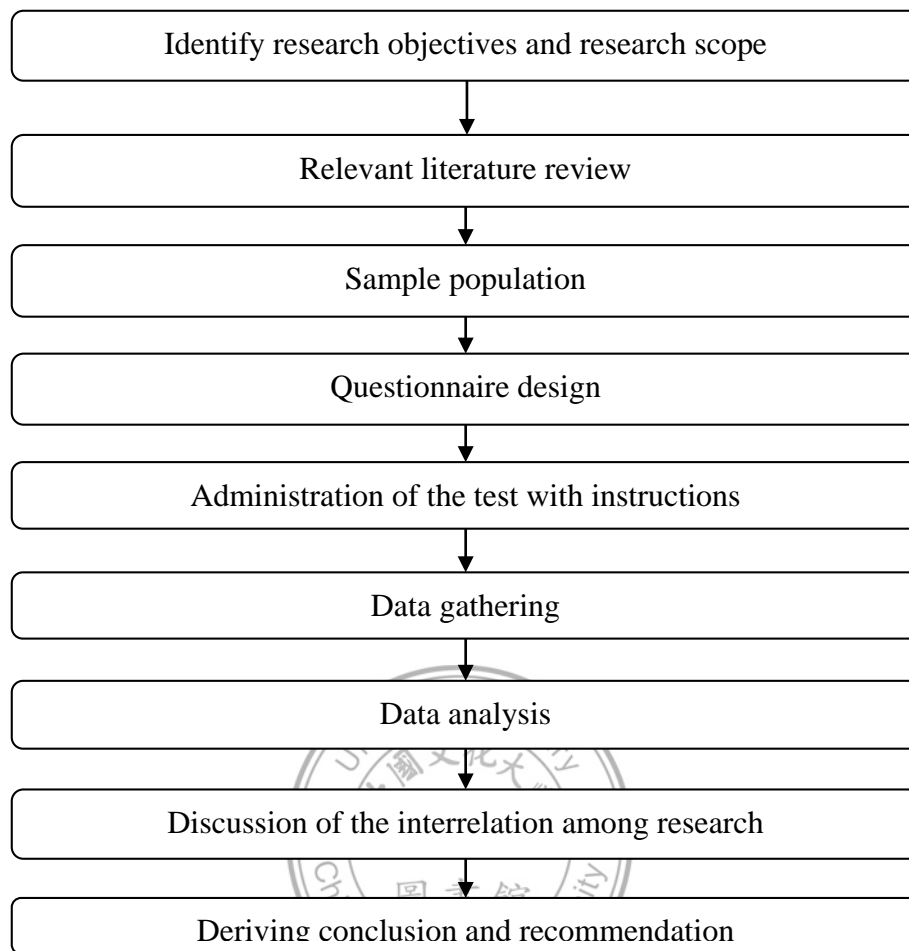 Identify research objectives and research scope
Relevant literature review
Sample population
Questionnaire design
Administration of the test with instructions
Data gathering
Data analysis
Discussion of the interrelation among research
Deriving conclusion and recommendation